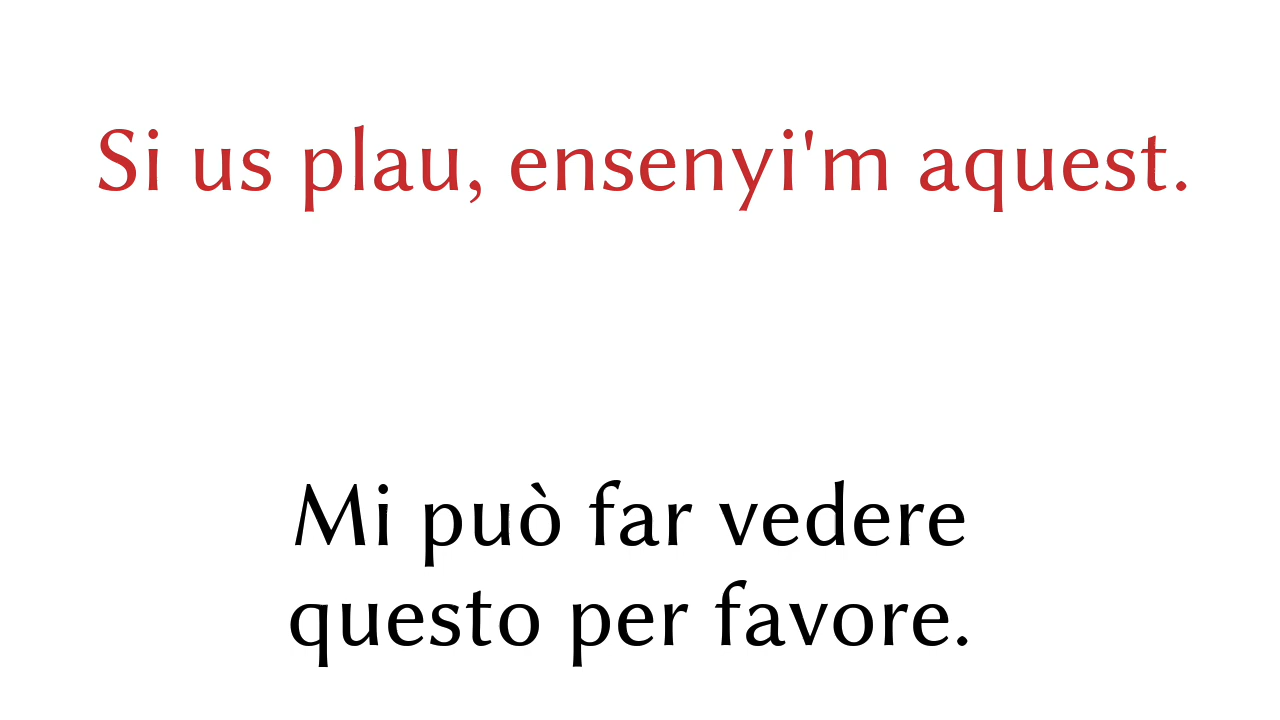 Si us plau, ensenyi'm aquest.
Mi può far vedere
questo per favore.